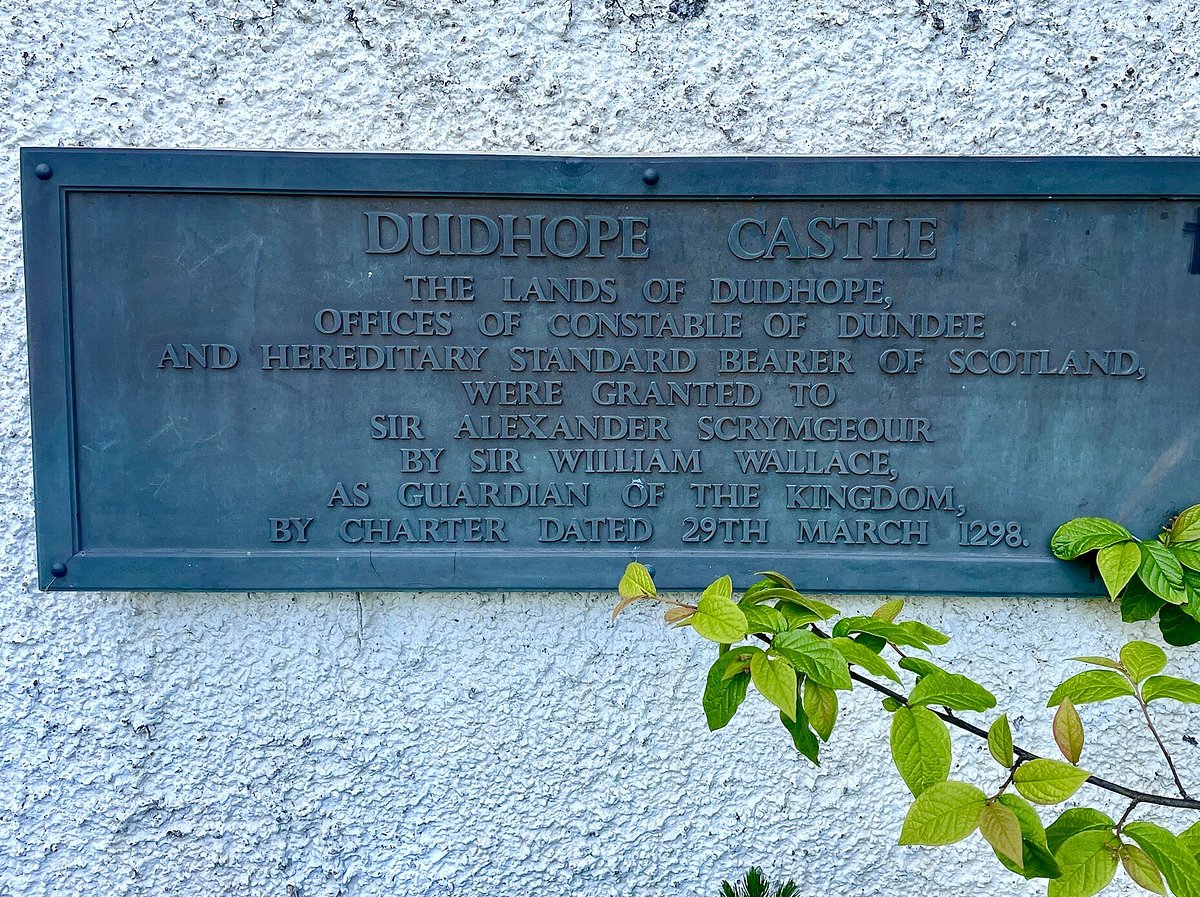 DUDHOPE CASTLE
THE LANDS OF DUDHOPE,
OFFICES OF CONSTABLE OF DUNDEE
AND HEREDITARY STANDARD BEARER OF SCOTLAND,
WERE GRANTED TO
SIR ALEXANDER SCRYMGEOUR
BY SIR WILLIAM WALLACE,
AS GUARDIAN OF THE KINGDOM,
BY CHARTER DATED 29TH MARCH 1298.